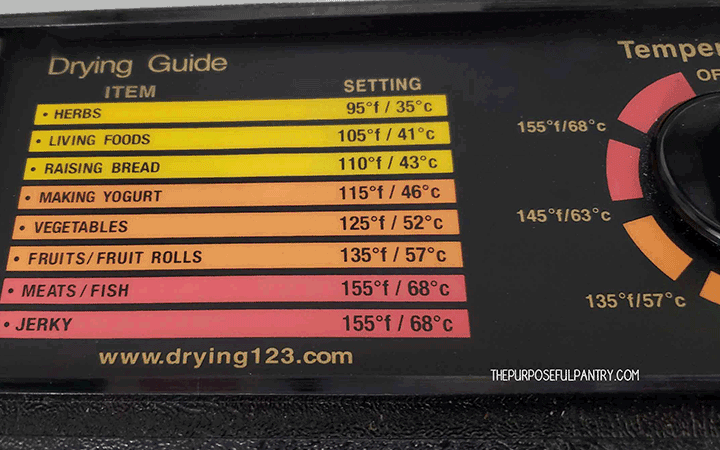 Drying Guide
ITEM SETTING
• HERBS 95°f / 35°c
• LIVING FOODS 105°f / 41°c
• RAISING BREAD 110°f / 43°c
• MAKING YOGURT 115°f / 46°c
• VEGETABLES 125°f / 52°c
• FRUITS/FRUIT ROLLS 135°f / 57°c
• MEATS / FISH 155°f / 68°c
• JERKY 155°f / 68°c
www.drying123.com
155°f/68°c
145°f/63°c
135°f/57°c
THEPURPOSEFULPANTRY.COM